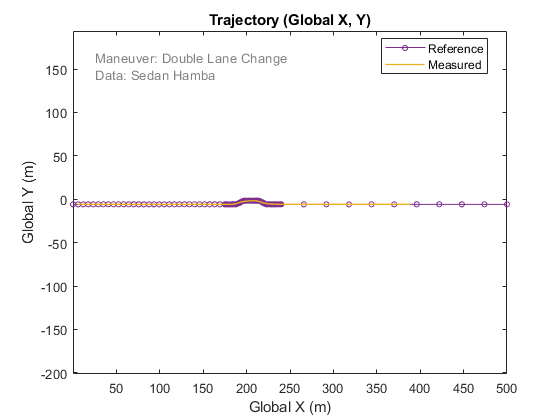 Trajectory (Global X, Y)
Maneuver: Double Lane Change
Data: Sedan Hamba
Reference
Measured
Global Y (m)
150
100
50
0
-50
-100
-150
-200
50 100 150 200 250 300 350 400 450 500
Global X (m)